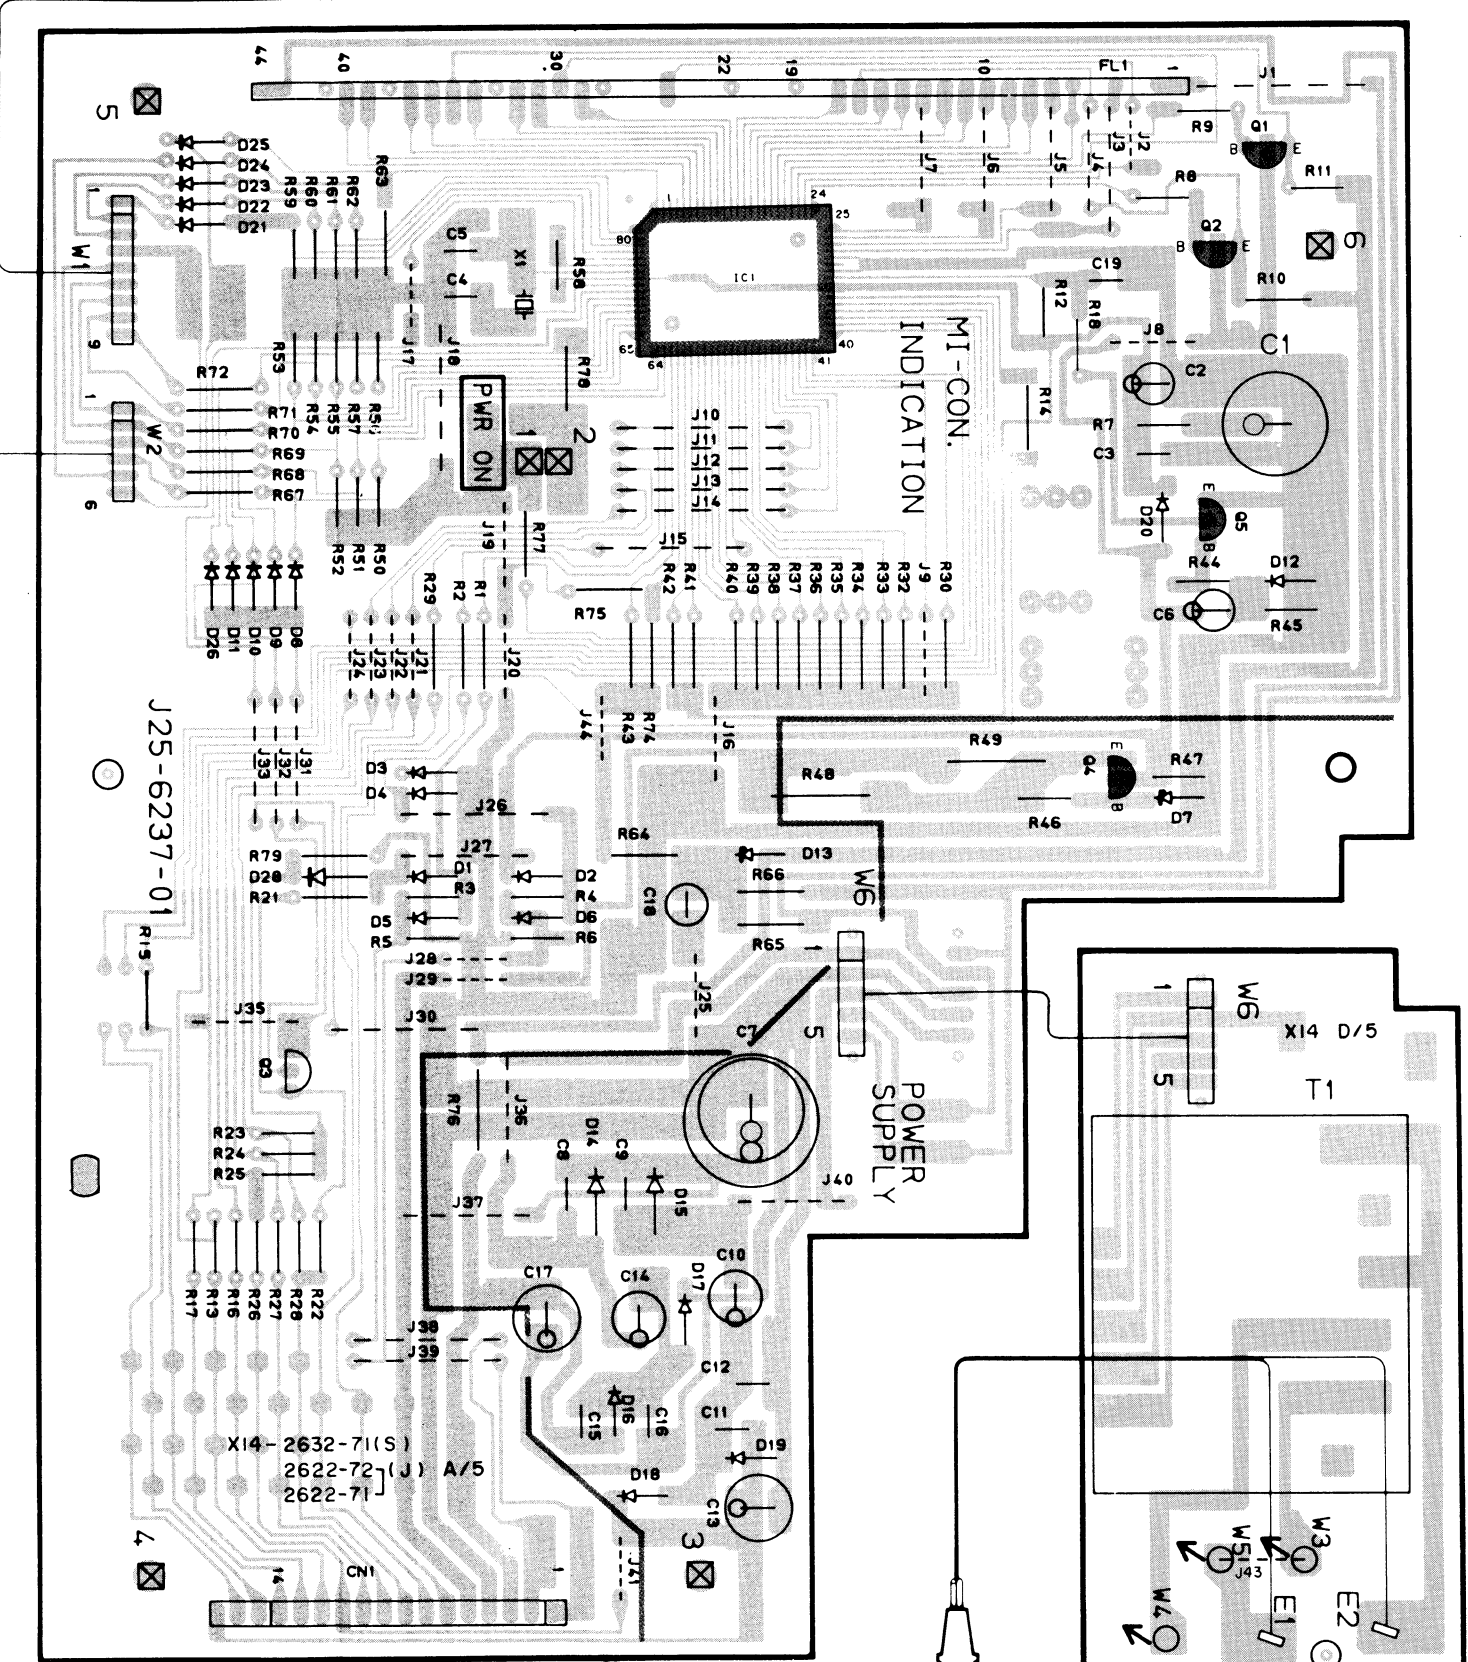 44
40
30
22
19
10
FL1
1
J1
5
D25
D24
D23
D22
D21
R59
R60
R61
R62
R63
C5
C4
X1
R58
80
1
24
25
IC1
65
64
41
40
J7
J6
J5
J4
J3
J2
R9
Q1
B
E
R11
R8
Q2
B
E
6
C19
R10
R12
R18
J8
C1
C2
R14
R7
C3
1
W1
9
J17
J18
R53
R72
R54
R55
R57
R56
R78
PWR ON
1
2
MI-CON.
INDICATION
1
W2
6
R71
R70
R69
R68
R67
J10
J11
J12
J13
J14
J15
E
Q5
B
D20
R52
R51
R50
J19
R77
R44
D12
C6
R45
D26
D11
D10
D9
D8
R29
R2
R1
R75
R42
R41
R40
R39
R38
R37
R36
R35
R34
R33
R32
J9
R30
J24
J23
J22
J21
J20
J44
R43
R74
J16
J25-6237-01
J33
J32
J31
D3
D4
J26
R49
R48
R46
E
Q4
B
R47
D7
R79
D28
R21
J27
D1
R3
D2
R4
D5
R5
D6
R6
R64
D13
R66
C18
R65
W6
1
5
J28
J29
J25
R15
J35
J30
Q3
C7
POWER
SUPPLY
R76
J36
C8
D14
C9
D15
J40
R23
R24
R25
J37
R17
R13
R16
R26
R27
R28
R22
C17
C14
D17
C10
J38
J39
C12
D16
C15
C16
C11
D19
D18
C13
X14-2632-71(S)
2622-72 (J) A/5
2622-71
4
14
CN1
1
J41
3
1
W6
5
X14 D/5
T1
W5
W3
J43
W4
E1
E2